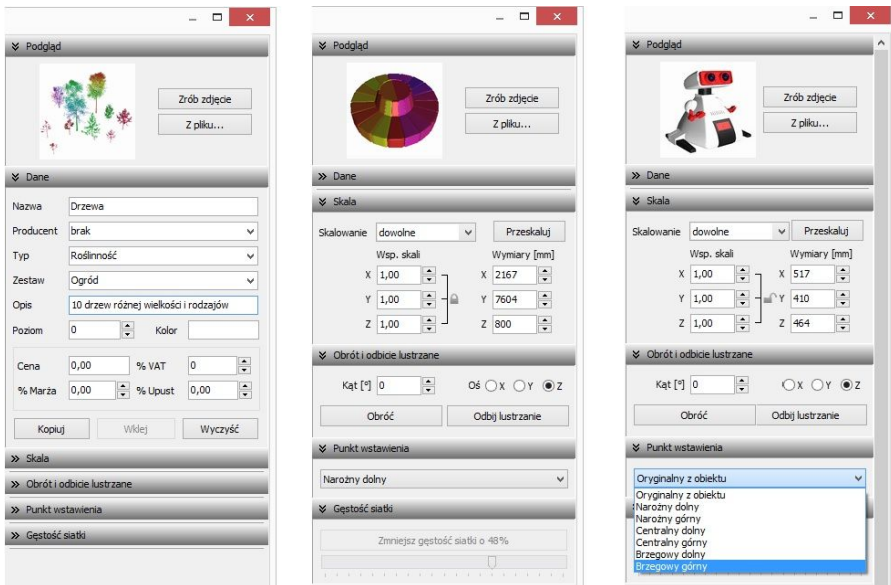 Podgląd
Zrób zdjęcie
Z pliku...
Dane
Nazwa Drzewa
Producent brak
Typ Roślinność
Zestaw Ogród
Opis 10 drzew różnej wielkości i rodzajów
Poziom 0 Kolor
Cena 0,00 % VAT 0
% Marża 0,00 % Upust 0,00
Kopiuj Wklej Wyczyść
Skala
Obrót i odbicie lustrzane
Punkt wstawienia
Gęstość siatki
Podgląd
Zrób zdjęcie
Z pliku...
Dane
Skala
Skalowanie dowolne Przeskaluj
Wsp. skali Wymiary [mm]
X 1,00 X 2167
Y 1,00 Y 7604
Z 1,00 Z 800
Obrót i odbicie lustrzane
Kąt [°] 0 Oś X Y Z
Obróć Odbij lustrzanie
Punkt wstawienia
Narożny dolny
Gęstość siatki
Zmniejsz gęstość siatki o 48%
Podgląd
Zrób zdjęcie
Z pliku...
Dane
Skala
Skalowanie dowolne Przeskaluj
Wsp. skali Wymiary [mm]
X 1,00 X 517
Y 1,00 Y 410
Z 1,00 Z 464
Obrót i odbicie lustrzane
Kąt [°] 0 X Y Z
Obróć Odbij lustrzanie
Punkt wstawienia
Oryginalny z obiektu
Oryginalny z obiektu
Narożny dolny
Narożny górny
Centralny dolny
Centralny górny
Brzegowy dolny
Brzegowy górny